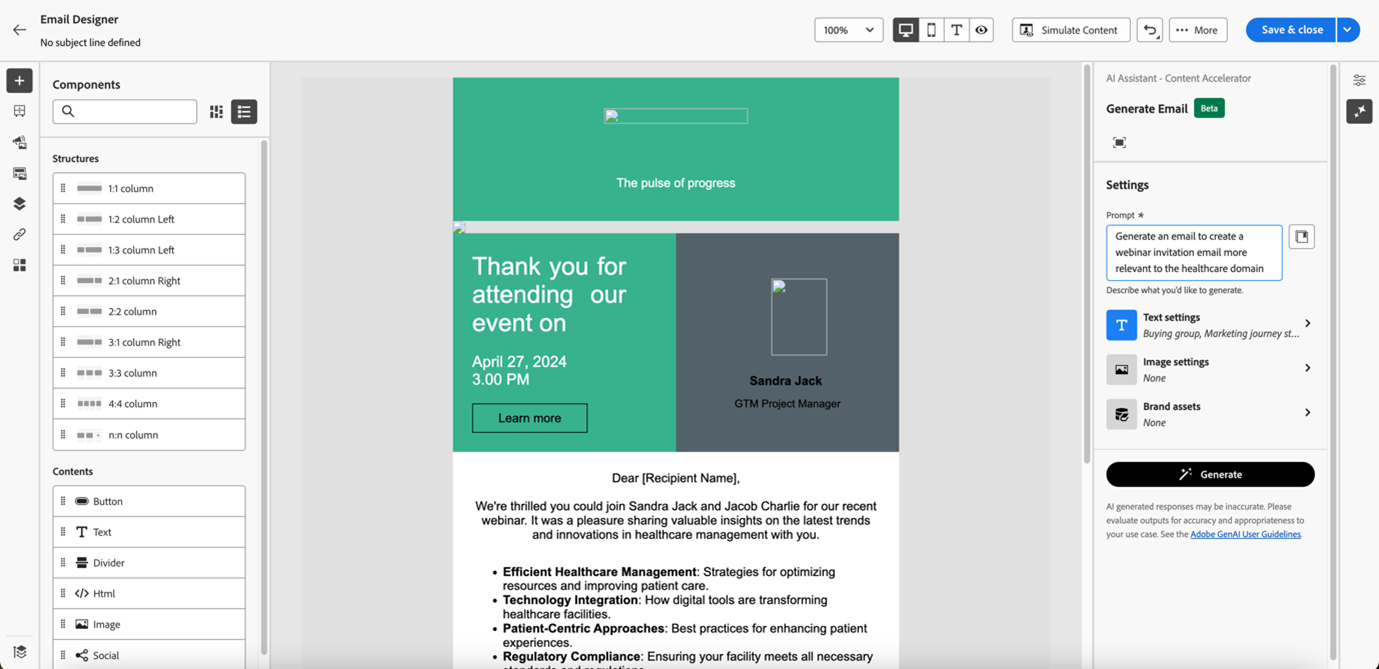 Email Designer
No subject line defined
100%
Simulate Content
More
Save & close
Components
Structures
1:1 column
1:2 column Left
1:3 column Left
2:1 column Right
2:2 column
3:1 column Right
3:3 column
4:4 column
n:n column
Contents
Button
Text
Divider
Html
Image
Social
The pulse of progress
Thank you for
attending our
event on
April 27, 2024
3.00 PM
Learn more
Sandra Jack
GTM Project Manager
Dear [Recipient Name],
We're thrilled you could join Sandra Jack and Jacob Charlie for our recent
webinar. It was a pleasure sharing valuable insights on the latest trends
and innovations in healthcare management with you.
• Efficient Healthcare Management: Strategies for optimizing
resources and improving patient care.
• Technology Integration: How digital tools are transforming
healthcare facilities.
• Patient-Centric Approaches: Best practices for enhancing patient
experiences.
• Regulatory Compliance: Ensuring your facility meets all necessary
standards and regulations.
AI Assistant - Content Accelerator
Generate Email Beta
Settings
Prompt *
Generate an email to create a
webinar invitation email more
relevant to the healthcare domain
Describe what you'd like to generate.
Text settings
Buying group, Marketing journey st...
Image settings
None
Brand assets
None
Generate
AI generated responses may be inaccurate. Please
evaluate outputs for accuracy and appropriateness to
your use case. See the Adobe GenAI User Guidelines.